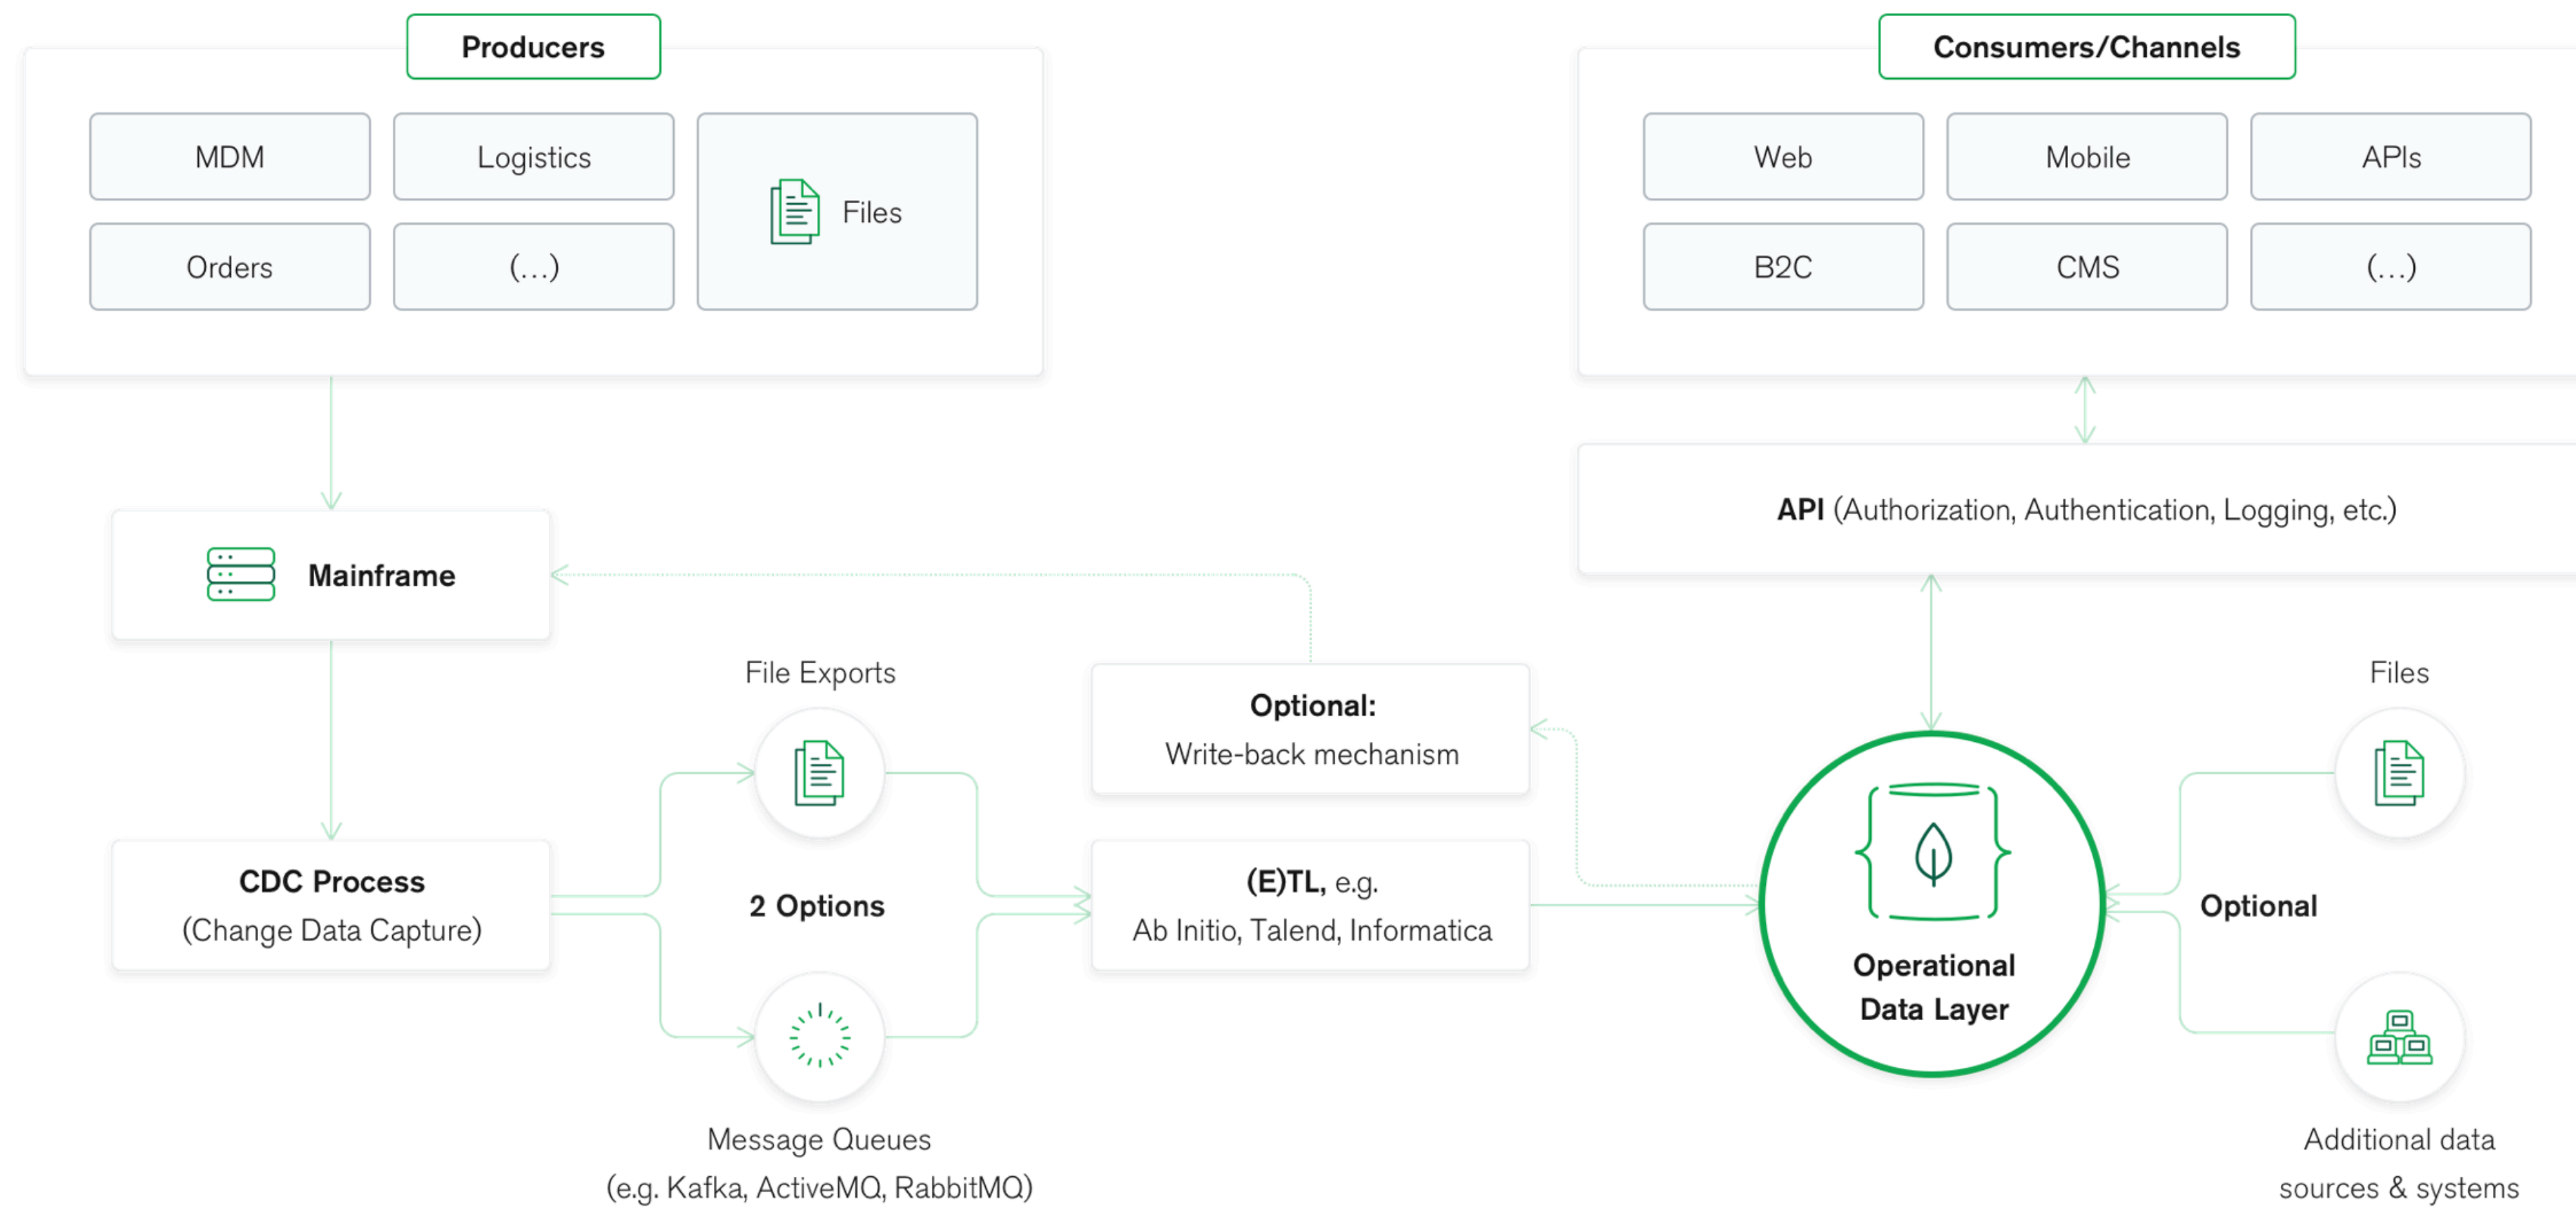 Producers
MDM
Logistics
Files
Orders
(...)
Consumers/Channels
Web
Mobile
APIs
B2C
CMS
(...)
API (Authorization, Authentication, Logging, etc.)
Mainframe
CDC Process
(Change Data Capture)
File Exports
2 Options
Message Queues
(e.g. Kafka, ActiveMQ, RabbitMQ)
Optional:
Write-back mechanism
(E)TL, e.g.
Ab Initio, Talend, Informatica
Operational
Data Layer
Files
Optional
Additional data
sources & systems